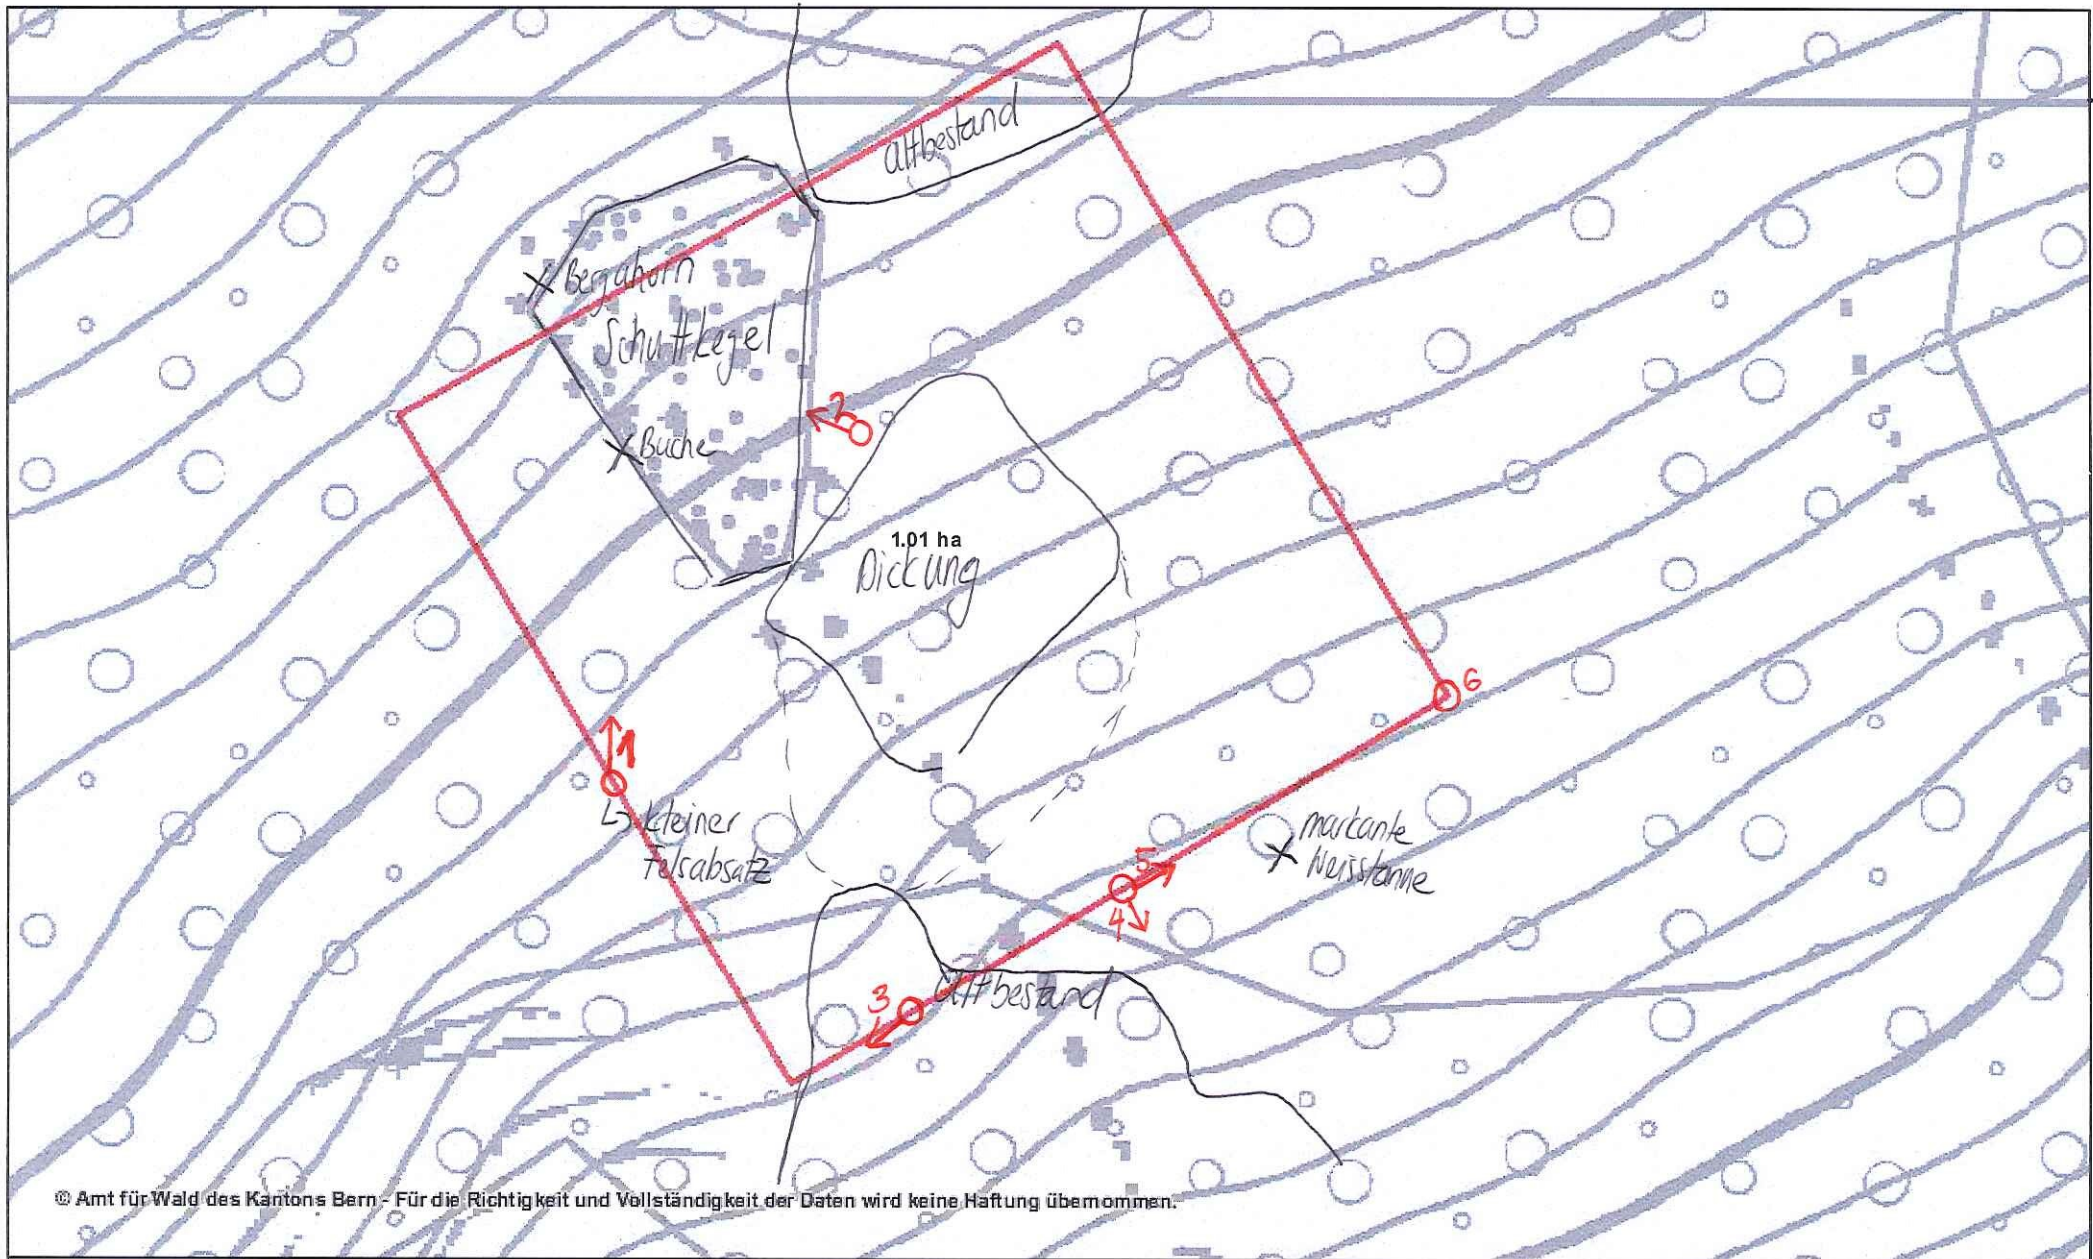 altbestand
Bergahorn
Schuttkegel
2
Buche
1.01 ha
Dickung
6
1
kleiner
Felsabsatz
markante
Weisstanne
5
4
3
altbestand
© Amt für Wald des Kantons Bern - Für die Richtigkeit und Vollständigkeit der Daten wird keine Haftung übernommen.